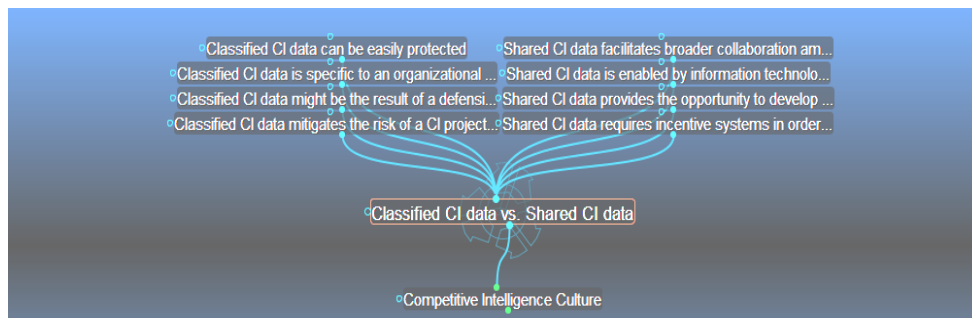 Classified CI data can be easily protected
Classified CI data is specific to an organizational ...
Classified CI data might be the result of a defensi...
Classified CI data mitigates the risk of a CI project...
Shared CI data facilitates broader collaboration am...
Shared CI data is enabled by information technolo...
Shared CI data provides the opportunity to develop ...
Shared CI data requires incentive systems in order...
Classified CI data vs. Shared CI data
Competitive Intelligence Culture